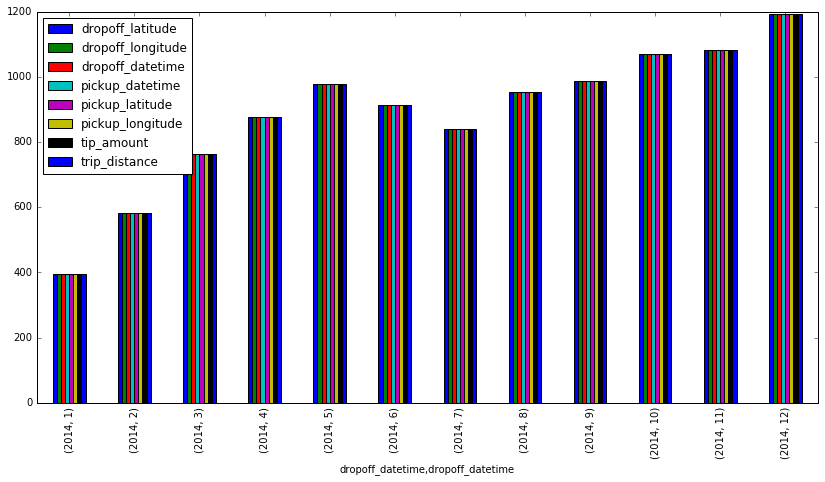 1200
1000
800
600
400
200
0
dropoff_latitude
dropoff_longitude
dropoff_datetime
pickup_datetime
pickup_latitude
pickup_longitude
tip_amount
trip_distance
(2014, 1)
(2014, 2)
(2014, 3)
(2014, 4)
(2014, 5)
(2014, 6)
(2014, 7)
(2014, 8)
(2014, 9)
(2014, 10)
(2014, 11)
(2014, 12)
dropoff_datetime,dropoff_datetime